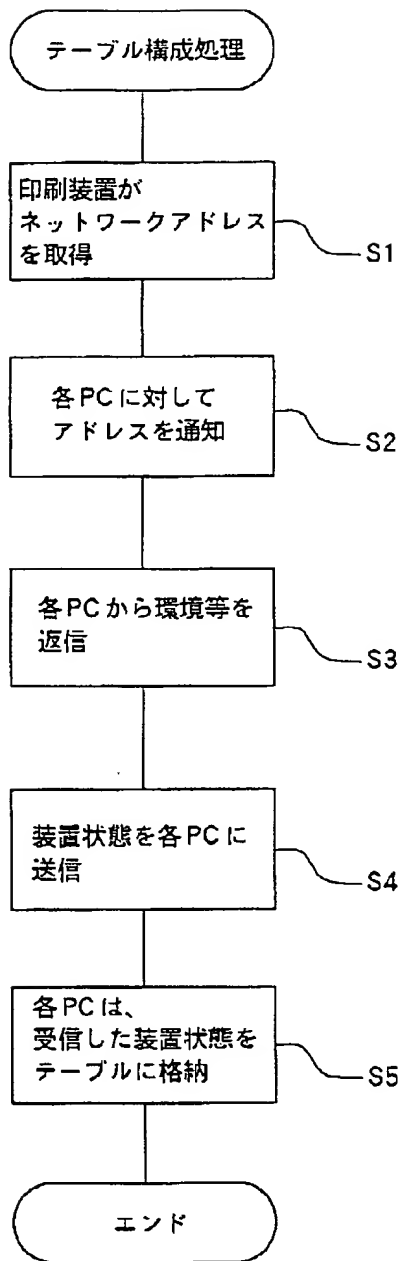 テーブル構成処理
印刷装置が
ネットワークアドレス
を取得
S1
各PCに対して
アドレスを通知
S2
各PCから環境等を
返信
S3
装置状態を各PCに
送信
S4
各PCは、
受信した装置状態を
テーブルに格納
S5
エンド